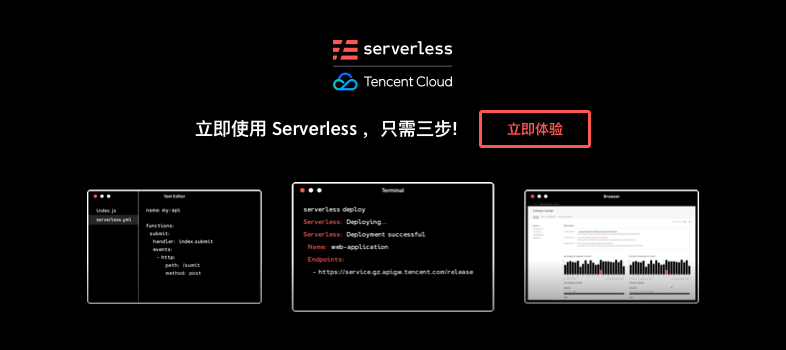 serverless
Tencent Cloud
立即使用 Serverless ，只需三步!
立即体验
Text Editor
index.js
serverless.yml
name: my-api
functions:
submit:
handler: index.submit
events:
- http:
path: /sumit
method: post
Terminal
serverless deploy
Serverless: Deploying...
Serverless: Deployment successful
Name: web-application
Endpoints:
- https://service.gz.apigw.tencent.com/release
Browser